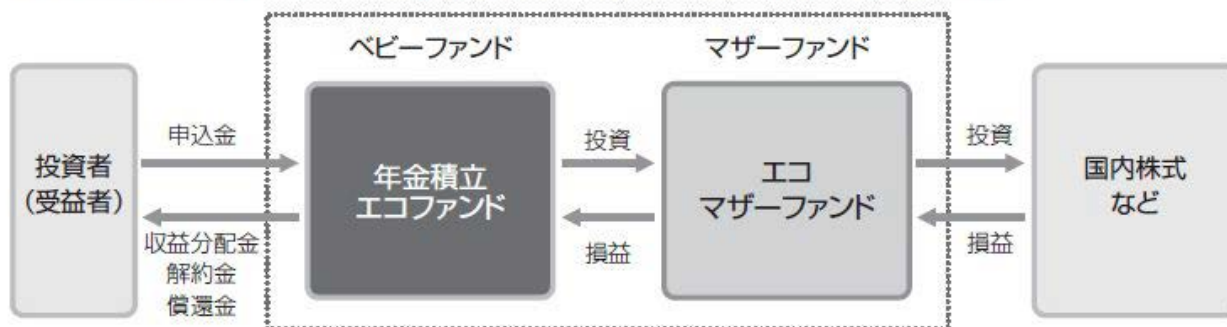 ベビーファンド
マザーファンド
投資者
(受益者)
申込金
収益分配金
解約金
償還金
年金積立
エコファンド
投資
損益
エコ
マザーファンド
投資
損益
国内株式
など